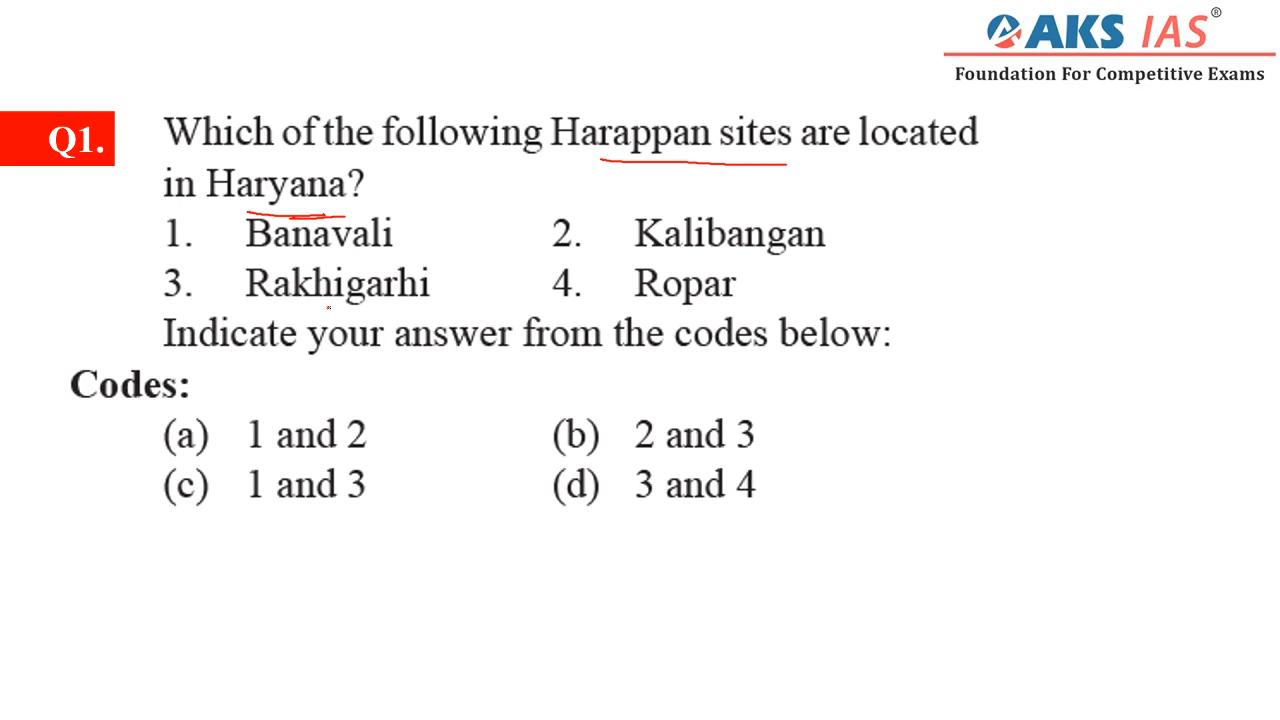 AKS IAS®
Foundation For Competitive Exams
Q1. Which of the following Harappan sites are located
in Haryana?
1. Banavali 2. Kalibangan
3. Rakhigarhi 4. Ropar
Indicate your answer from the codes below:
Codes:
(a) 1 and 2 (b) 2 and 3
(c) 1 and 3 (d) 3 and 4